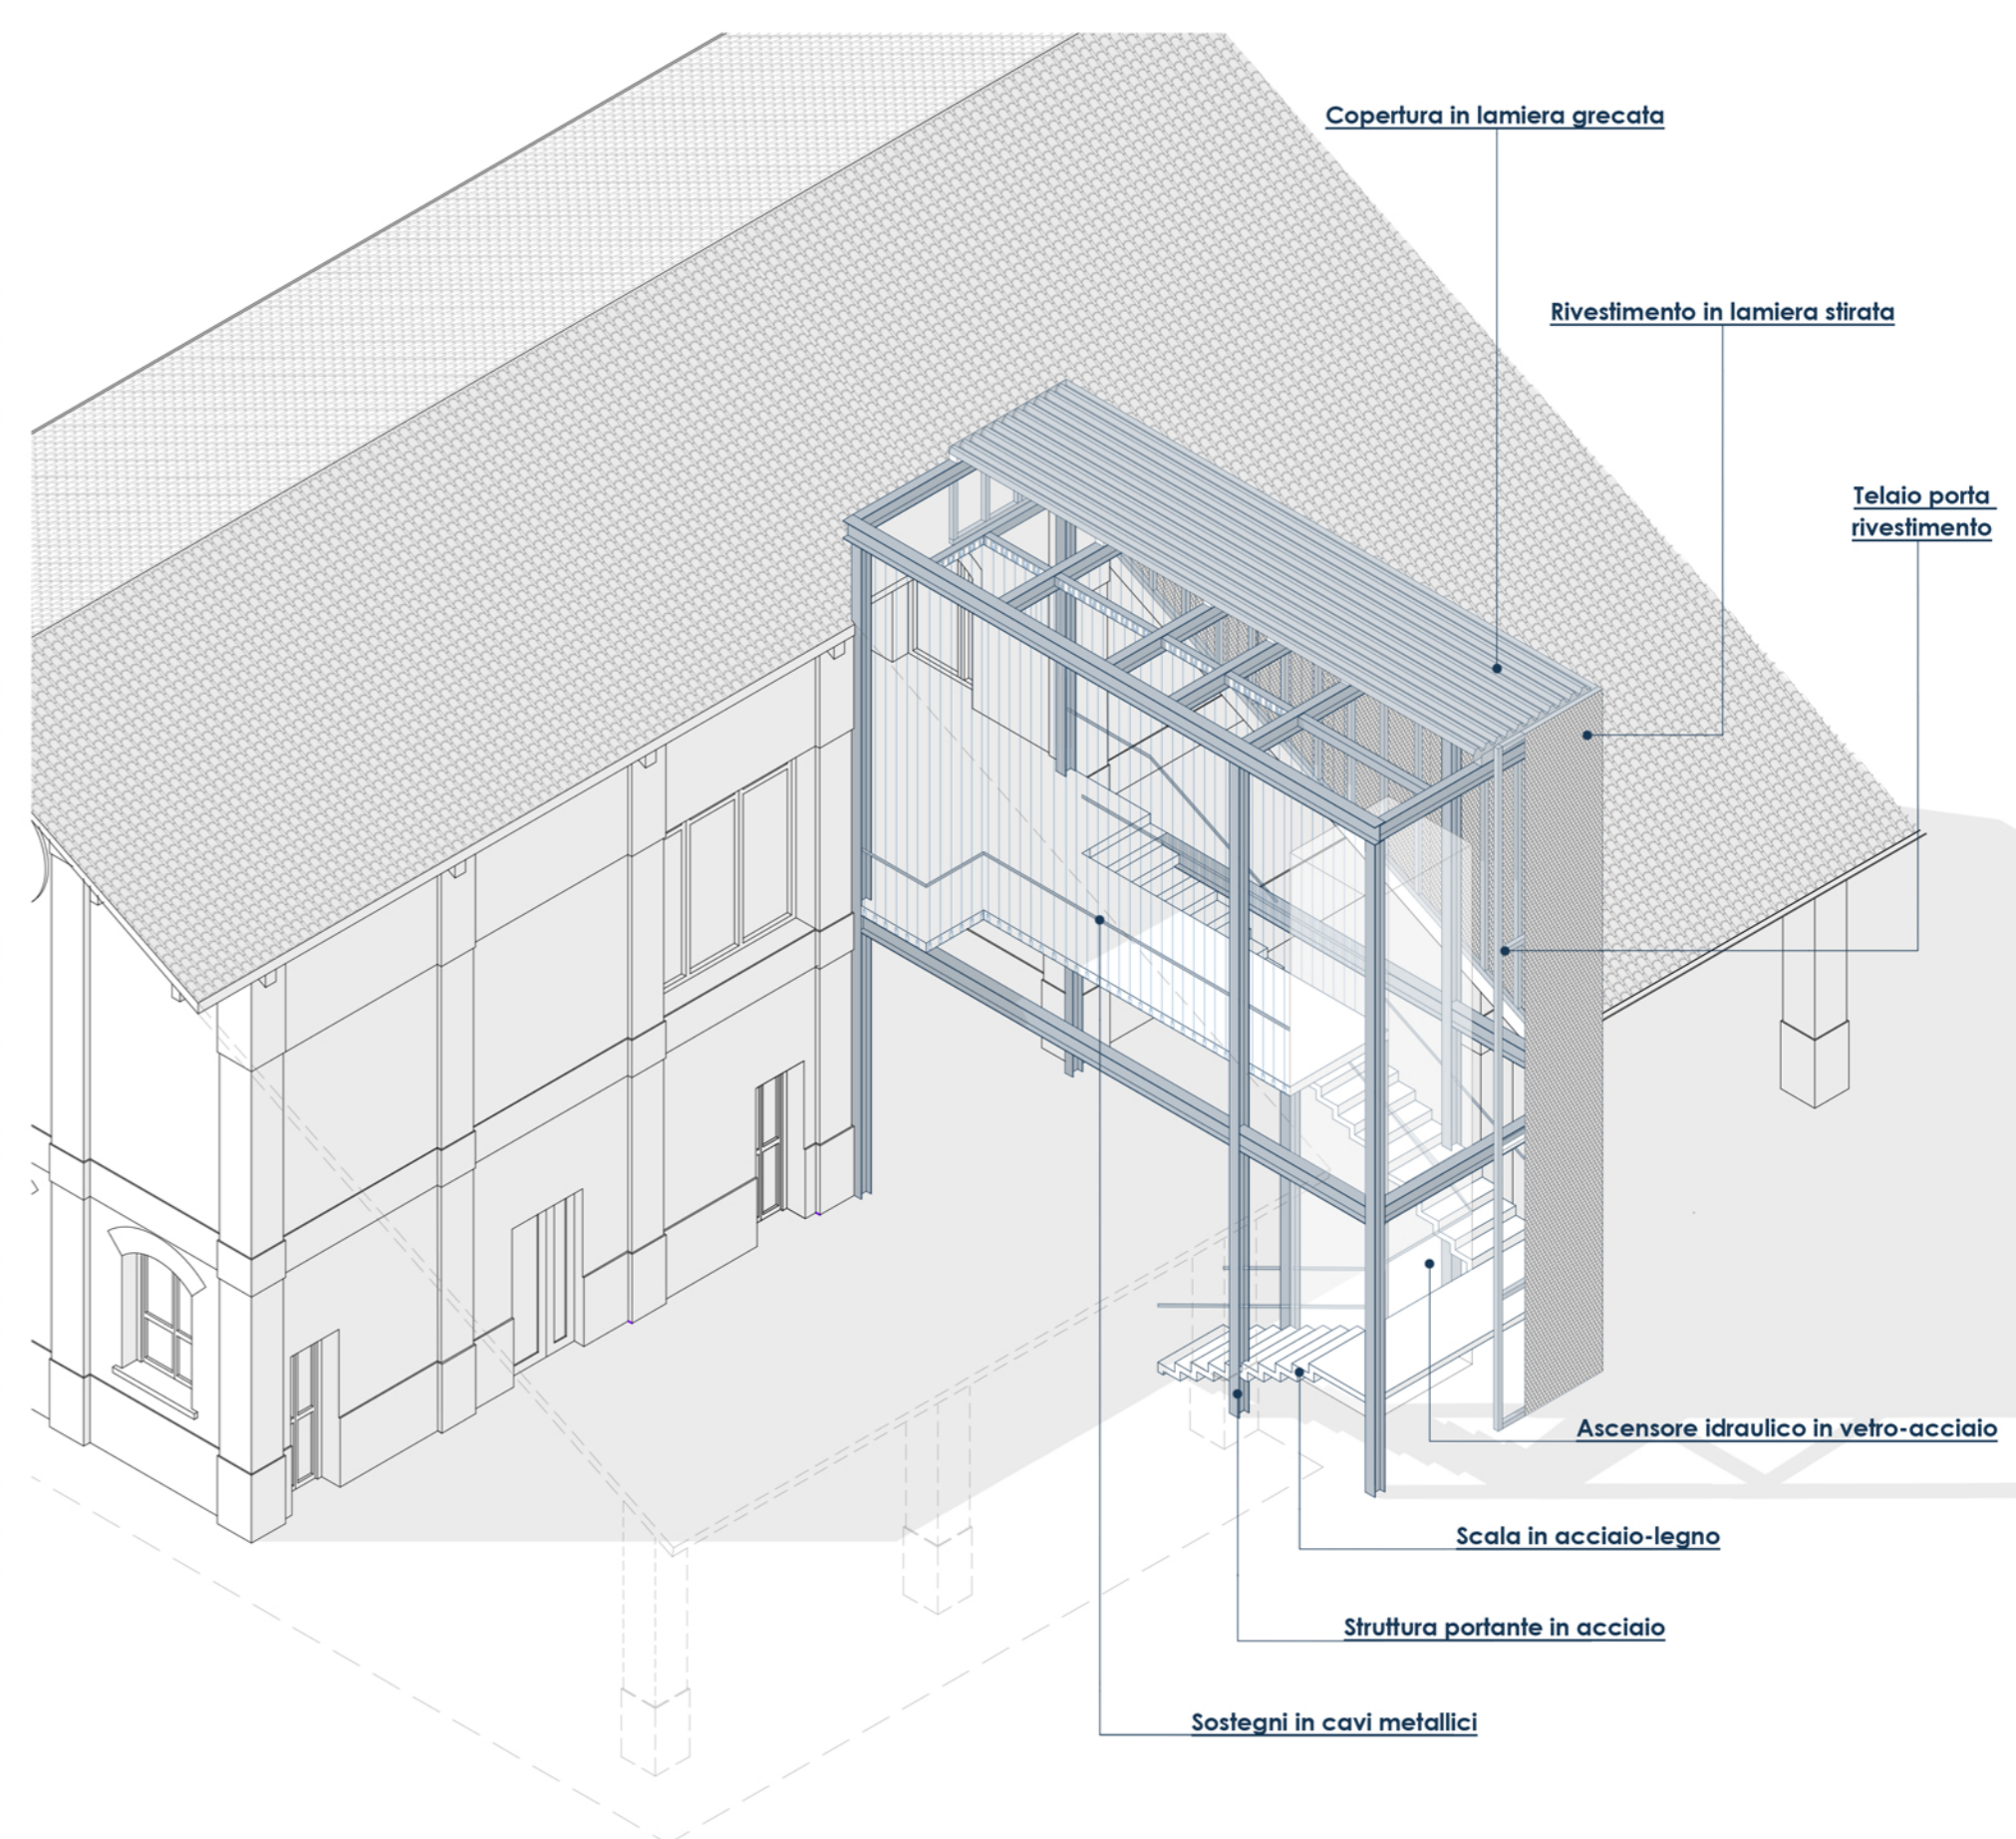 Copertura in lamiera grecata
Rivestimento in lamiera stirata
Telaio porta
rivestimento
Ascensore idraulico in vetro-acciaio
Scala in acciaio-legno
Struttura portante in acciaio
Sostegni in cavi metallici